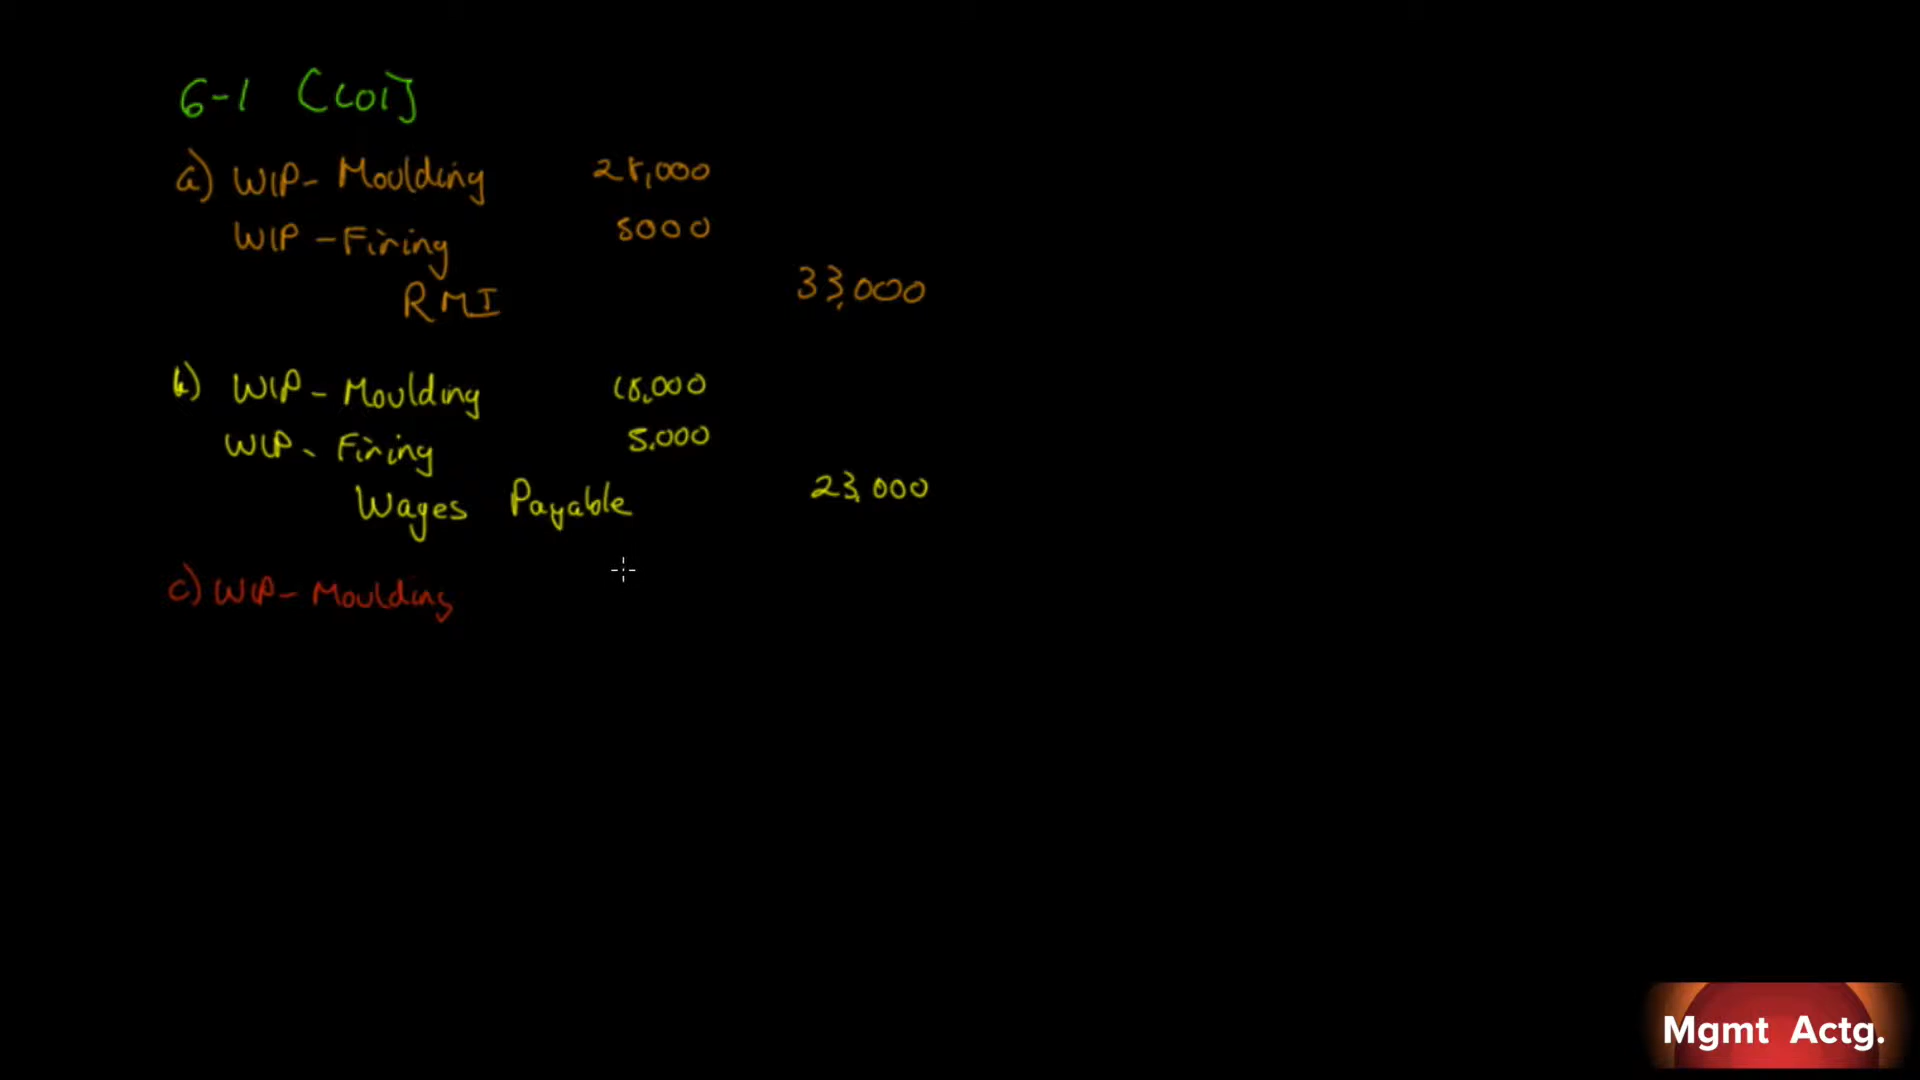 6-1 (LO1]
a) WIP - Moulding 28,000
WIP - Firing 5000
RMI 33,000
b) WIP - Moulding 18,000
WIP - Firing 5,000
Wages Payable 23,000
c) WIP - Moulding
Mgmt Actg.